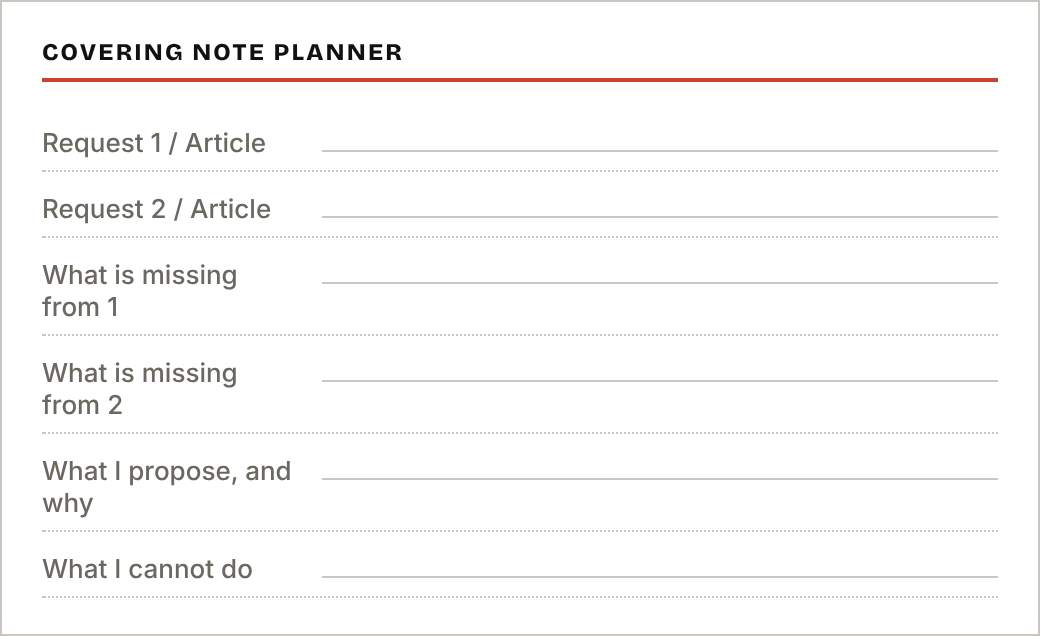 COVERING NOTE PLANNER
Request 1 / Article
Request 2 / Article
What is missing
from 1
What is missing
from 2
What I propose, and
why
What I cannot do